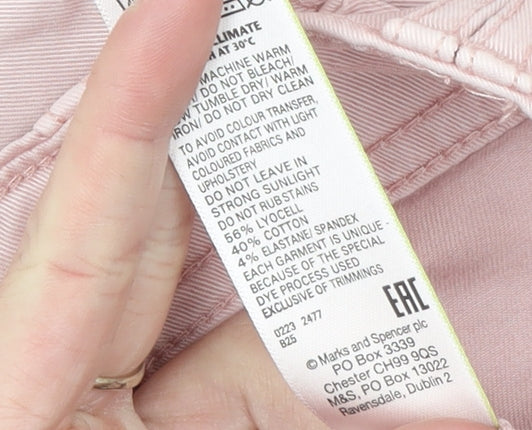 CLIMATE
AT 30°C
MACHINE WARM
DO NOT BLEACH/
TUMBLE DRY/ WARM
IRON/ DO NOT DRY CLEAN
TO AVOID COLOUR TRANSFER,
AVOID CONTACT WITH LIGHT
COLOURED FABRICS AND
UPHOLSTERY
DO NOT LEAVE IN
STRONG SUNLIGHT
DO NOT RUB STAINS
56% LYOCELL
40% COTTON
4% ELASTANE/ SPANDEX
EACH GARMENT IS UNIQUE -
BECAUSE OF THE SPECIAL
DYE PROCESS USED
EXCLUSIVE OF TRIMMINGS
EAC
0223 2477
B25
© Marks and Spencer plc
PO Box 3339
Chester CH99 9QS
M&S, PO Box 13022
Ravensdale, Dublin 2